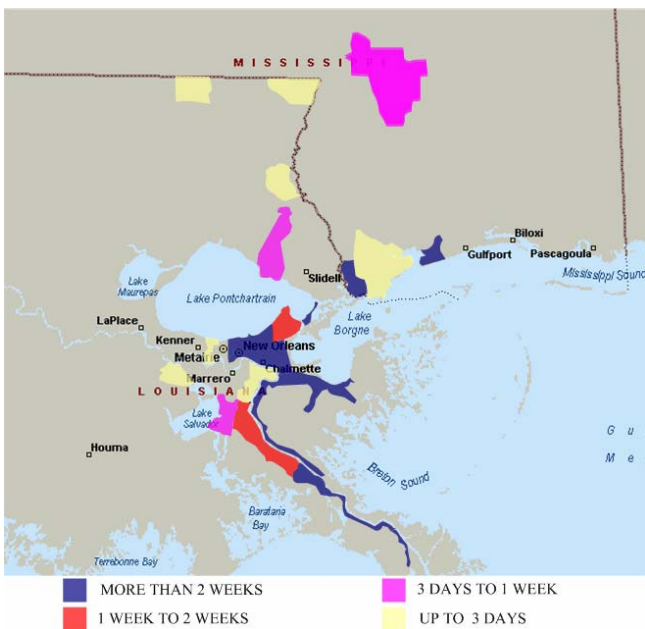 MISSISSIPPI
Biloxi
Gulfport
Pascagoula
Mississippi Sound
Slidell
Lake
Maurepas
Lake Pontchartrain
Lake
Borgne
LaPlace
Kenner
Metairie
New Orleans
Chalmette
Marrero
LOUISIANA
Lake
Salvador
Houma
G u
M e
Breton Sound
Barataria
Bay
Terrebonne Bay
MORE THAN 2 WEEKS
3 DAYS TO 1 WEEK
1 WEEK TO 2 WEEKS
UP TO 3 DAYS